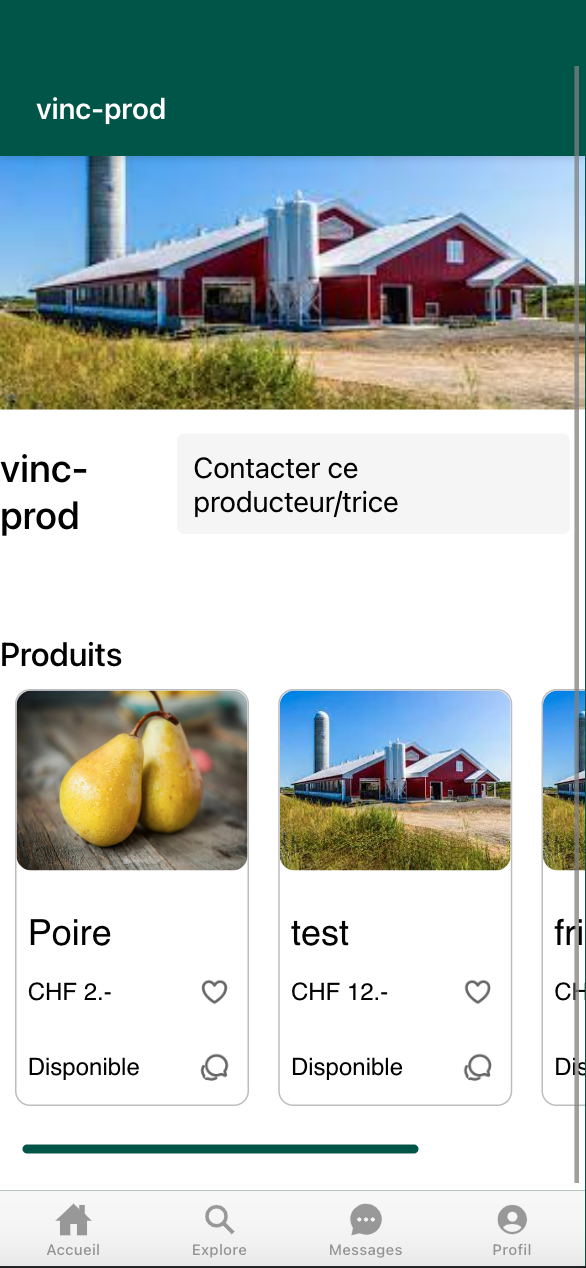 vinc-prod
vinc-
prod
Contacter ce
producteur/trice
Produits
Poire
CHF 2.-
Disponible
test
CHF 12.-
Disponible
fri
CH
Dis
Accueil
Explore
Messages
Profil